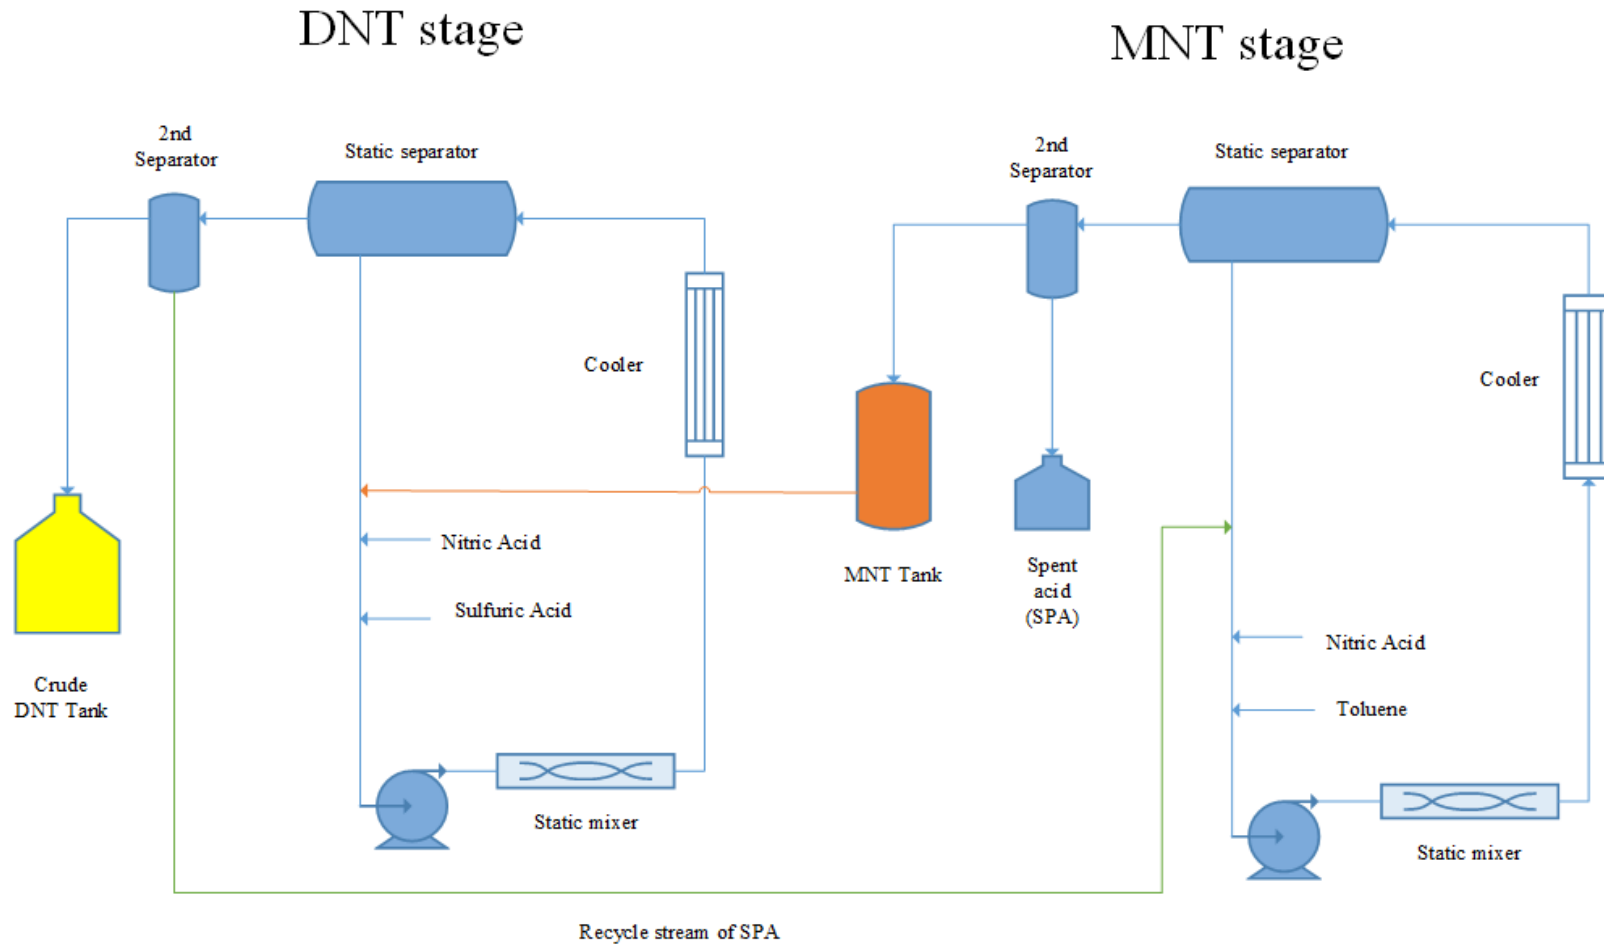 DNT stage
MNT stage
2nd
Separator
Static separator
2nd
Separator
Static separator
Cooler
Cooler
Nitric Acid
Sulfuric Acid
MNT Tank
Spent
acid
(SPA)
Nitric Acid
Toluene
Crude
DNT Tank
Static mixer
Static mixer
Recycle stream of SPA